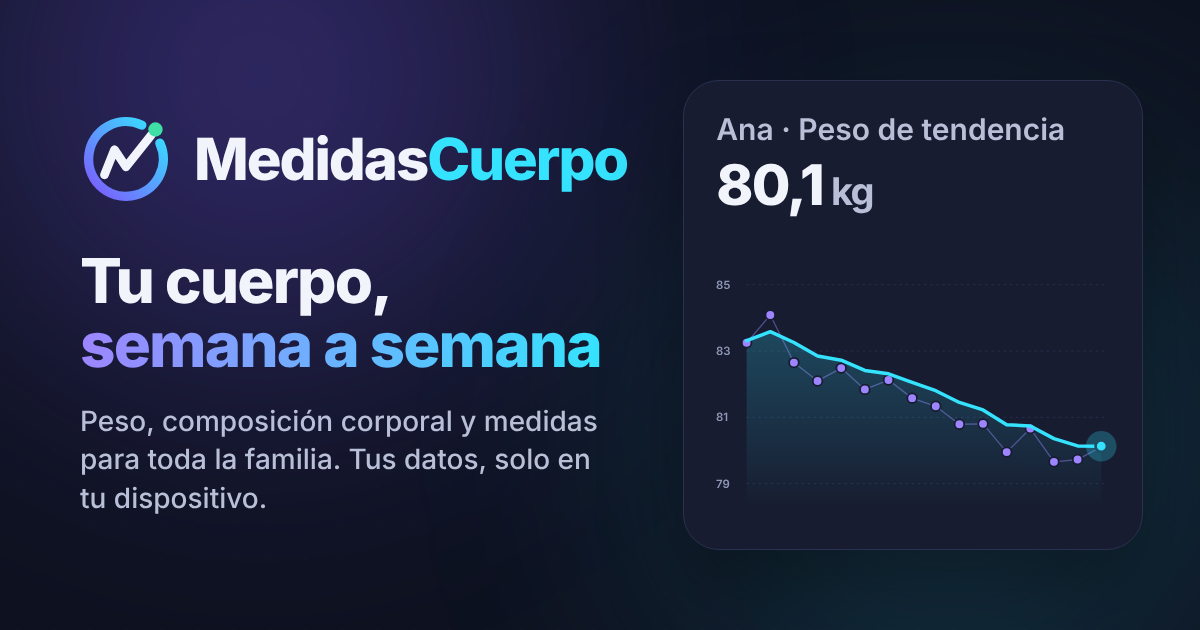 MedidasCuerpo
Tu cuerpo,
semana a semana
Peso, composición corporal y medidas
para toda la familia. Tus datos, solo en
tu dispositivo.
Ana · Peso de tendencia
80,1 kg
85
83
81
79